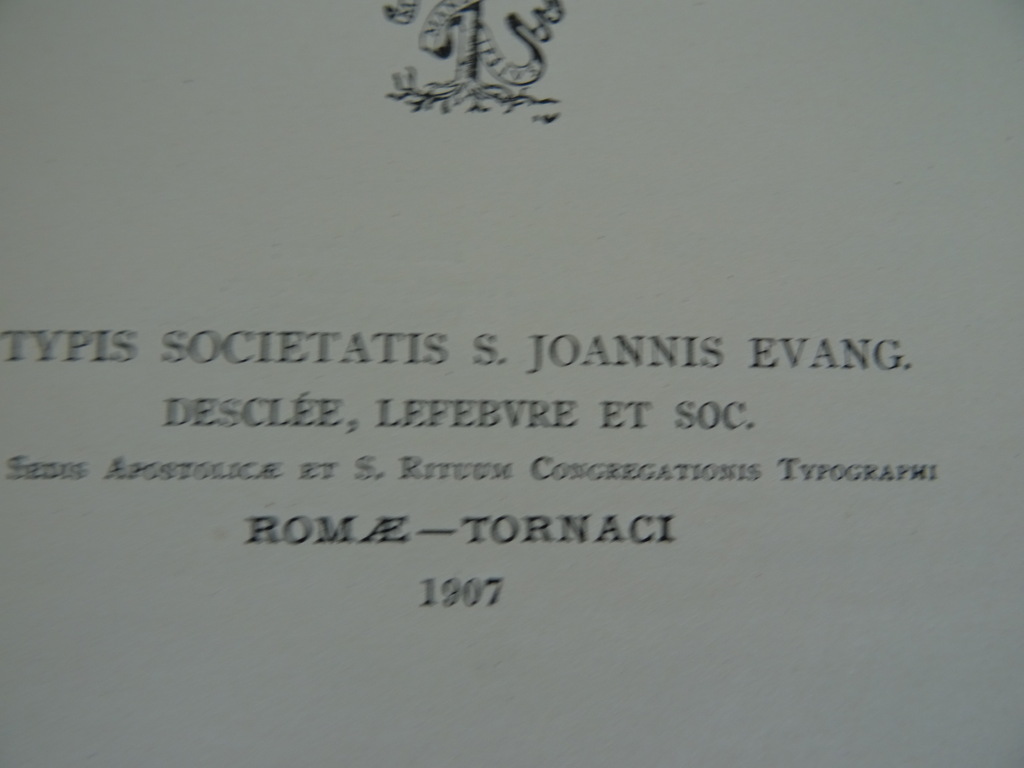 TYPIS SOCIETATIS S. JOANNIS EVANG.
DESCLÉE, LEFEBVRE ET SOC.
SEDIS APOSTOLICÆ ET S. RITUUM CONGREGATIONIS TYPOGRAPHI
ROMÆ—TORNACI
1907